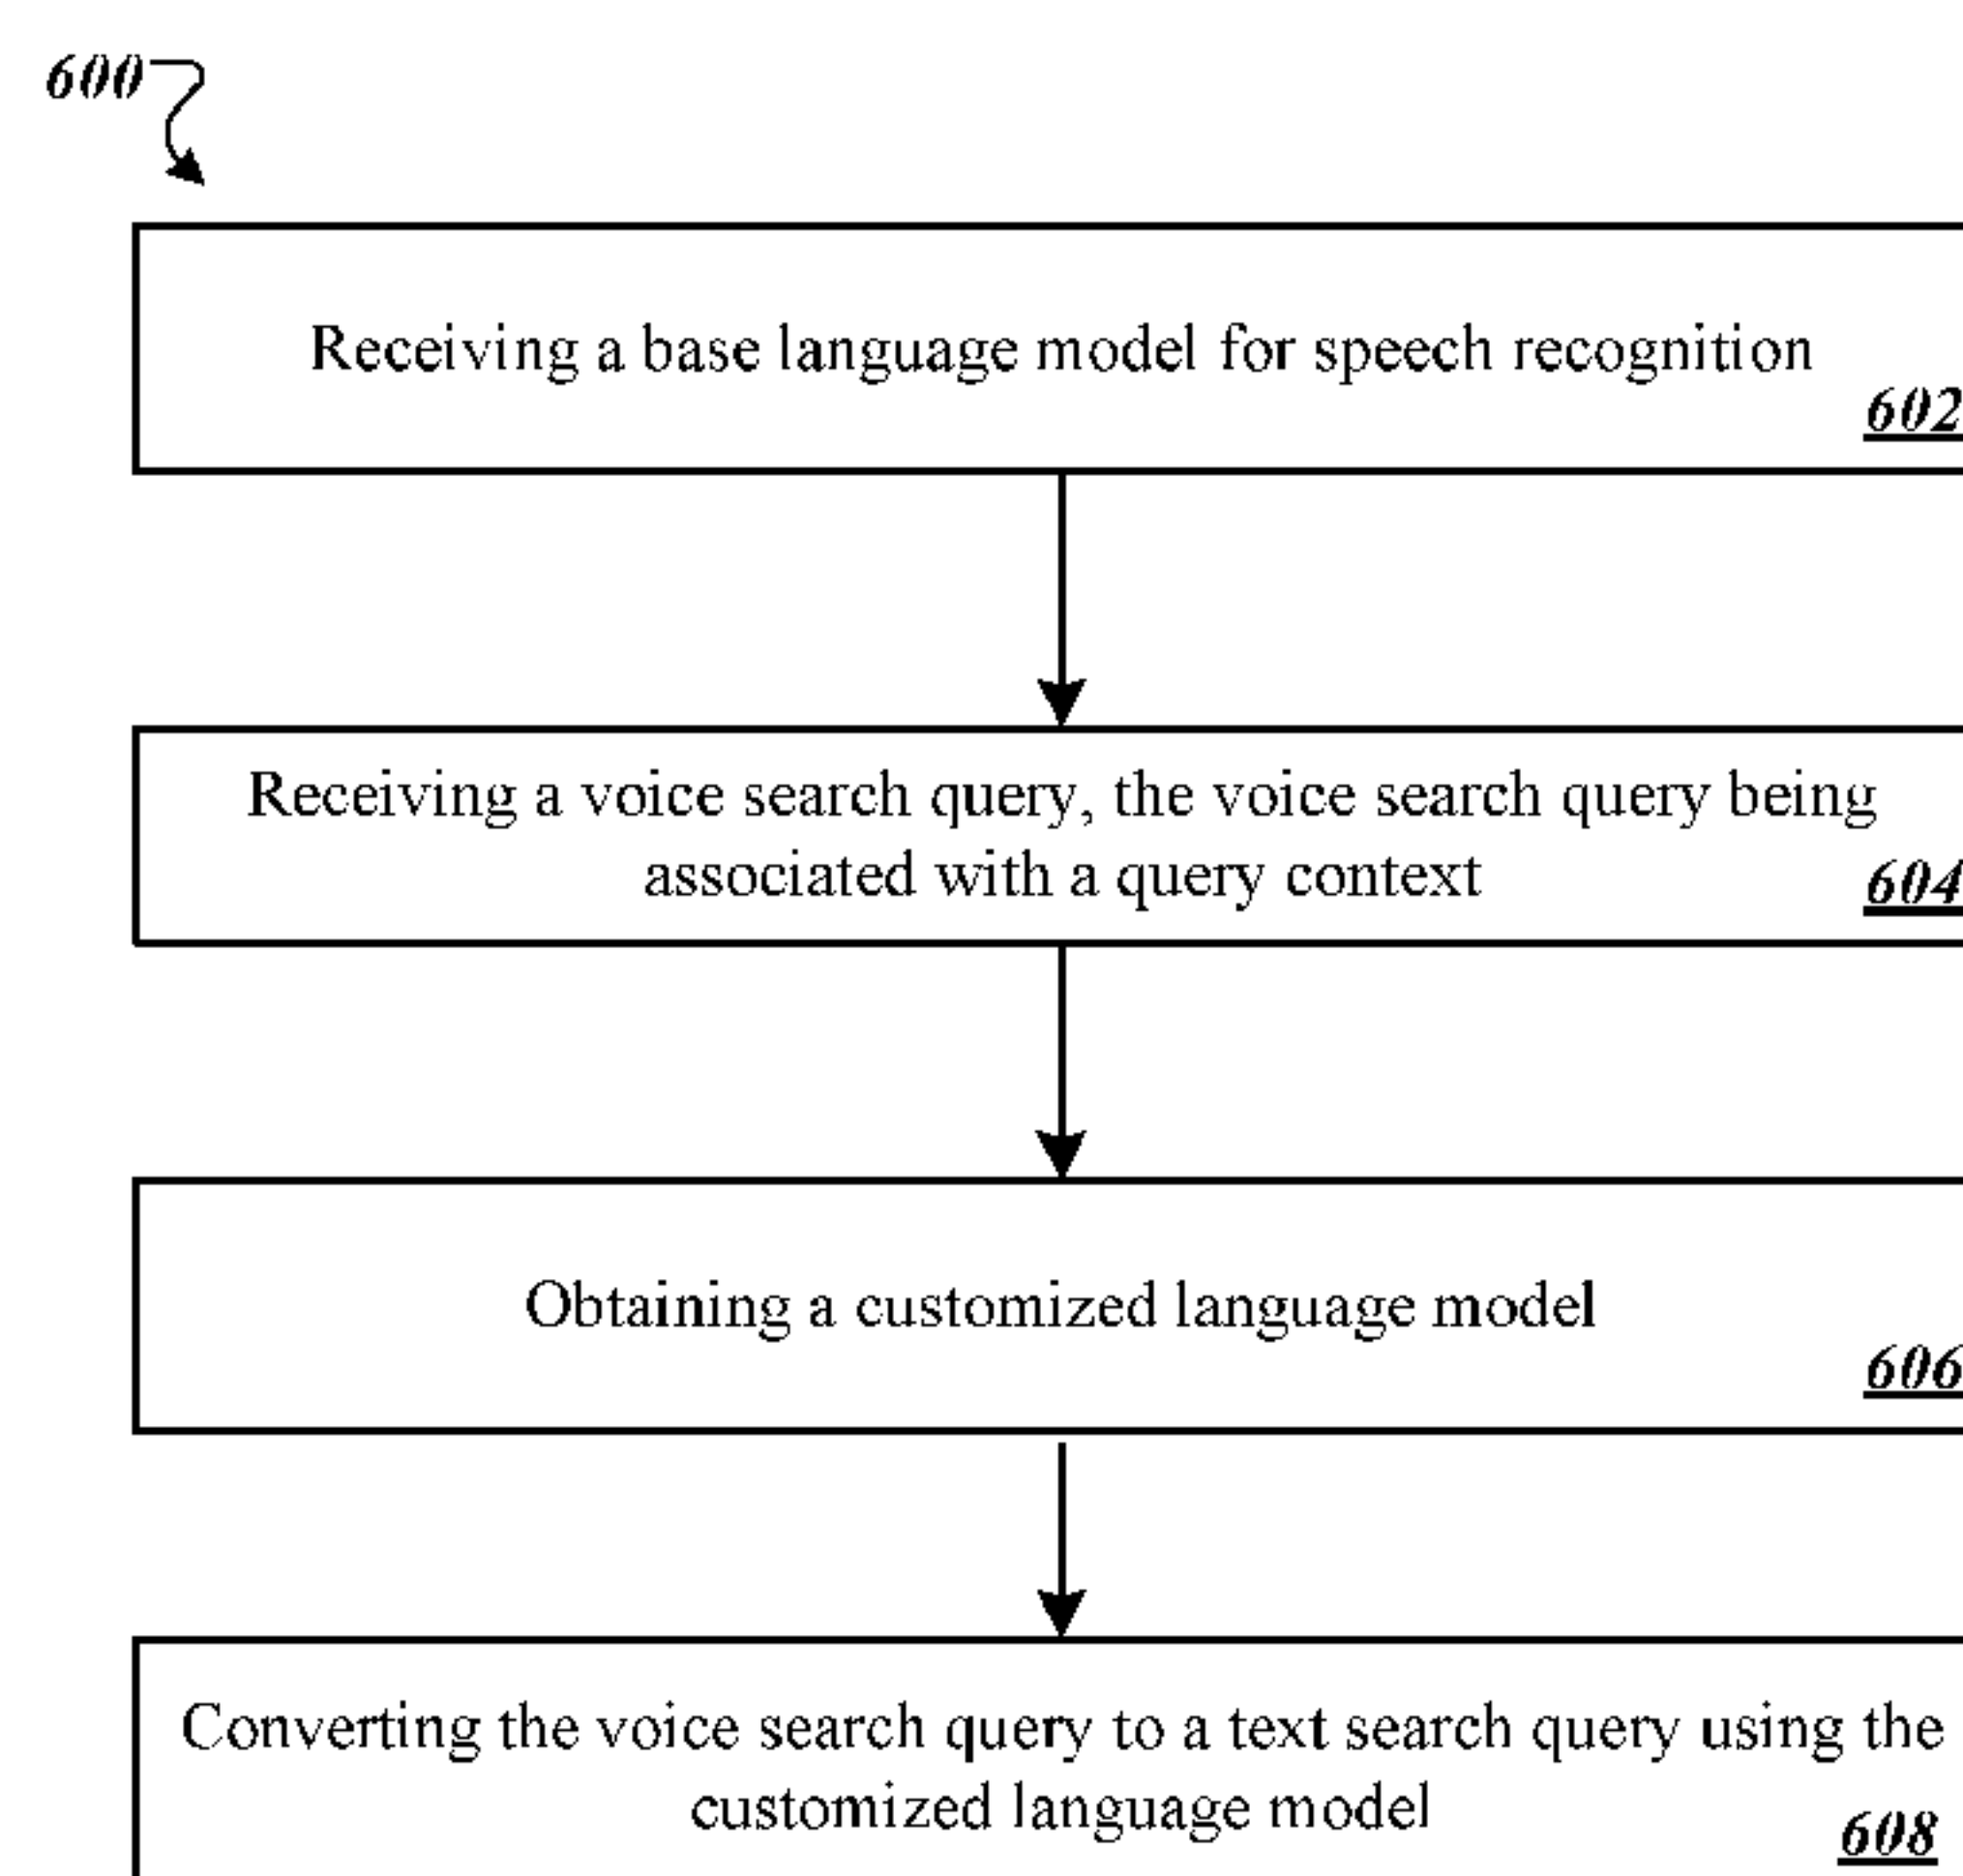 600
Receiving a base language model for speech recognition
602
Receiving a voice search query, the voice search query being
associated with a query context
604
Obtaining a customized language model
606
Converting the voice search query to a text search query using the
customized language model
608